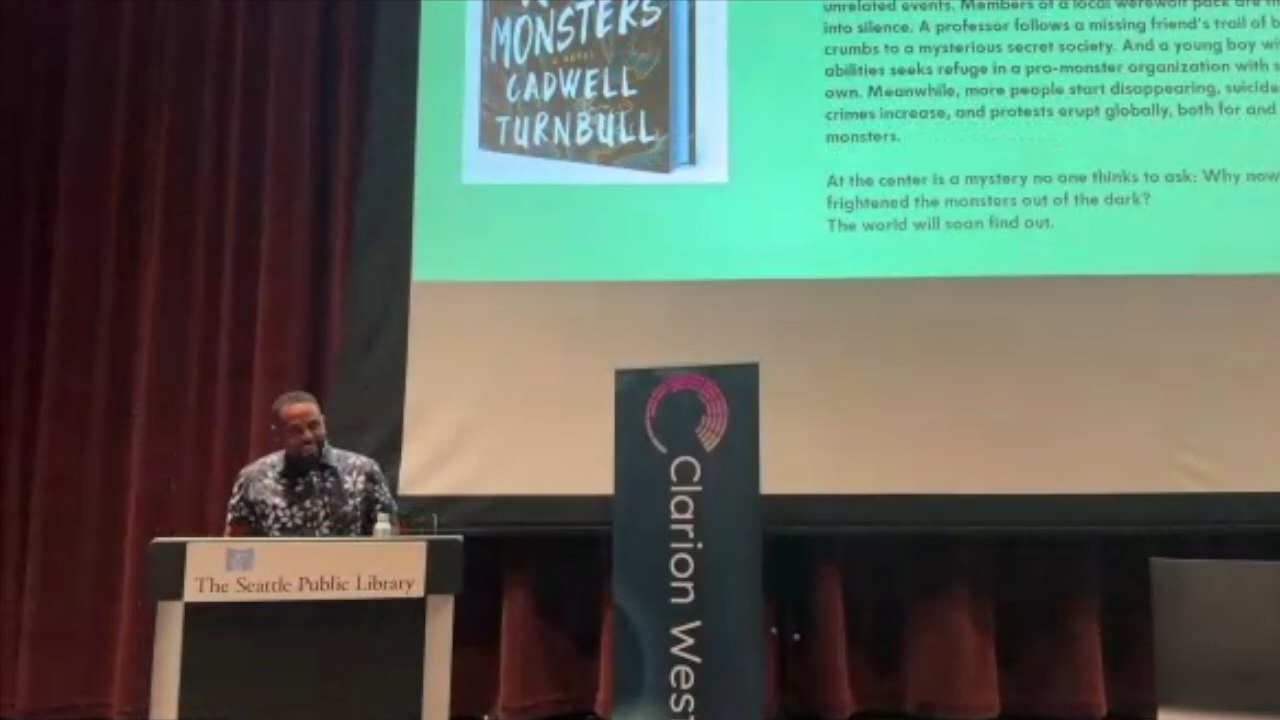 MONSTERS
A NOVEL
CADWELL
TURNBULL
unrelated events. Members of a local werewolf pack are
into silence. A professor follows a missing friend's trail of
crumbs to a mysterious secret society. And a young boy
abilities seeks refuge in a pro-monster organization with
own. Meanwhile, more people start disappearing, suicide
crimes increase, and protests erupt globally, both for and
monsters.
At the center is a mystery no one thinks to ask: Why now
frightened the monsters out of the dark?
The world will soon find out.
The Seattle Public Library
Clarion West